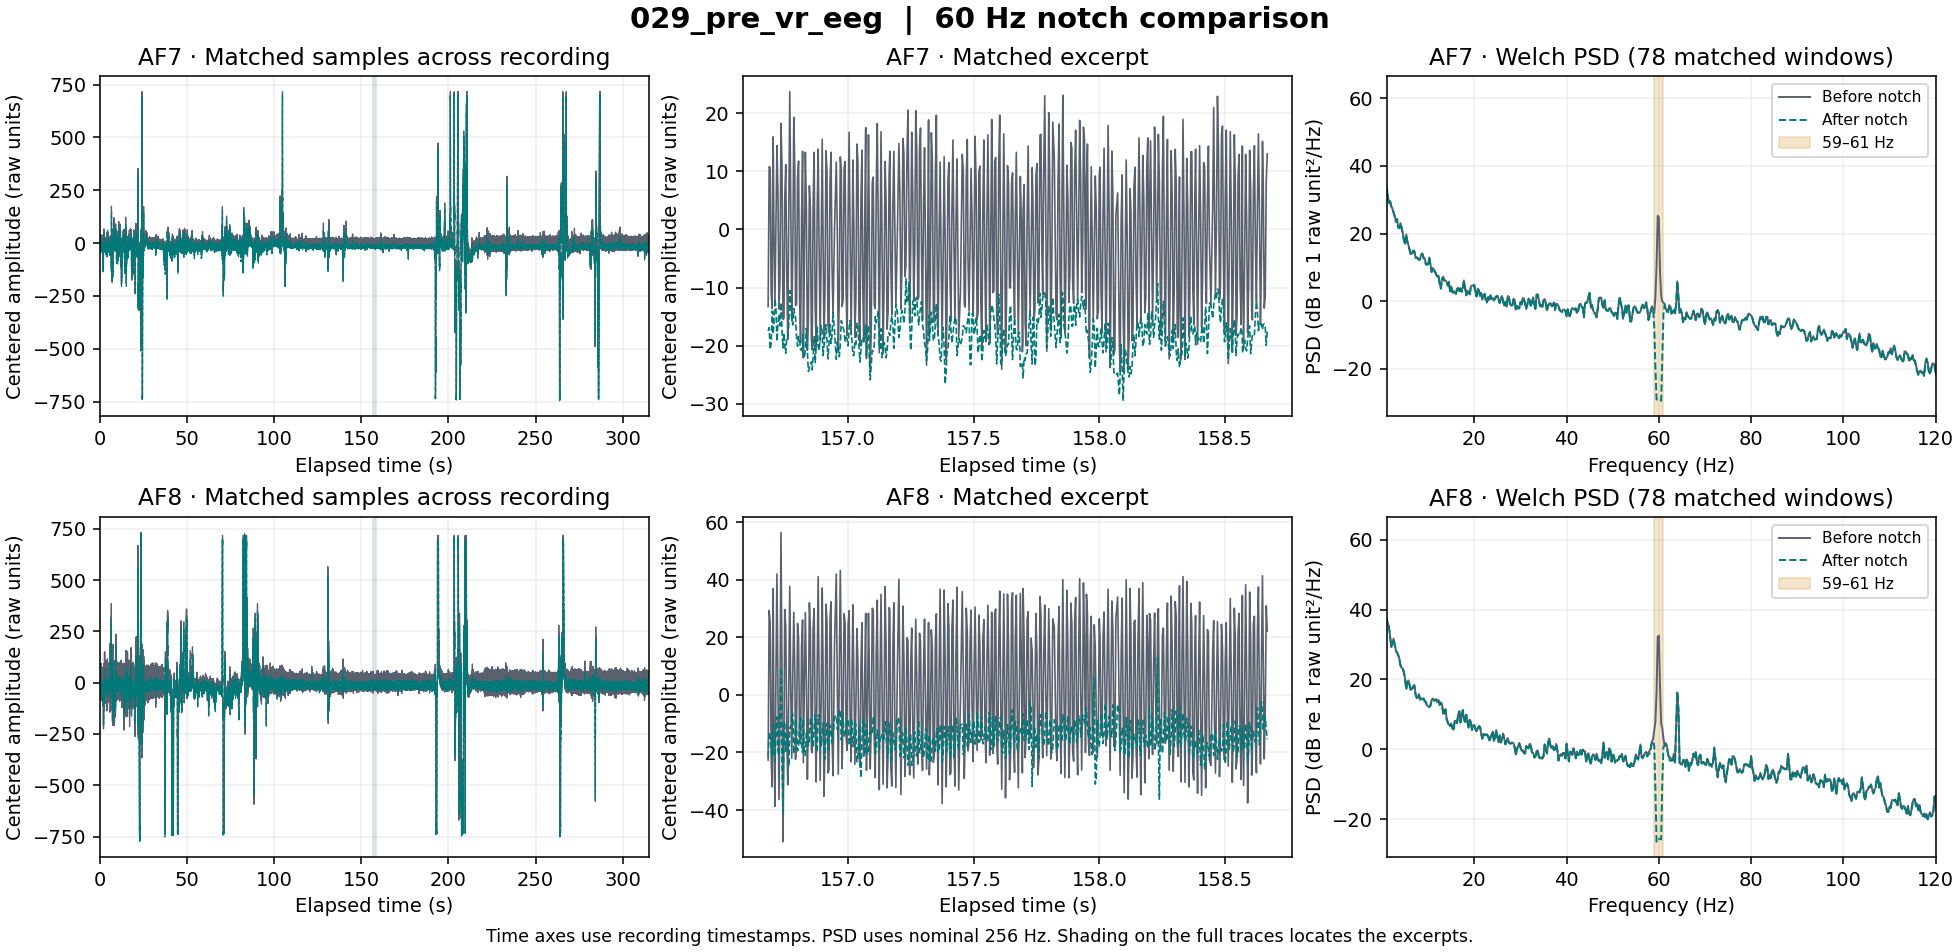 029_pre_vr_eeg  |  60 Hz notch comparison
AF7 · Matched samples across recording
Centered amplitude (raw units)
750
500
250
0
−250
−500
−750
0 50 100 150 200 250 300
Elapsed time (s)
AF7 · Matched excerpt
Centered amplitude (raw units)
20
10
0
−10
−20
−30
157.0 157.5 158.0 158.5
Elapsed time (s)
AF7 · Welch PSD (78 matched windows)
PSD (dB re 1 raw unit²/Hz)
60
40
20
0
−20
20 40 60 80 100 120
Frequency (Hz)
Before notch
After notch
59–61 Hz
AF8 · Matched samples across recording
Centered amplitude (raw units)
750
500
250
0
−250
−500
−750
0 50 100 150 200 250 300
Elapsed time (s)
AF8 · Matched excerpt
Centered amplitude (raw units)
60
40
20
0
−20
−40
157.0 157.5 158.0 158.5
Elapsed time (s)
AF8 · Welch PSD (78 matched windows)
PSD (dB re 1 raw unit²/Hz)
60
40
20
0
−20
20 40 60 80 100 120
Frequency (Hz)
Before notch
After notch
59–61 Hz
Time axes use recording timestamps. PSD uses nominal 256 Hz. Shading on the full traces locates the excerpts.